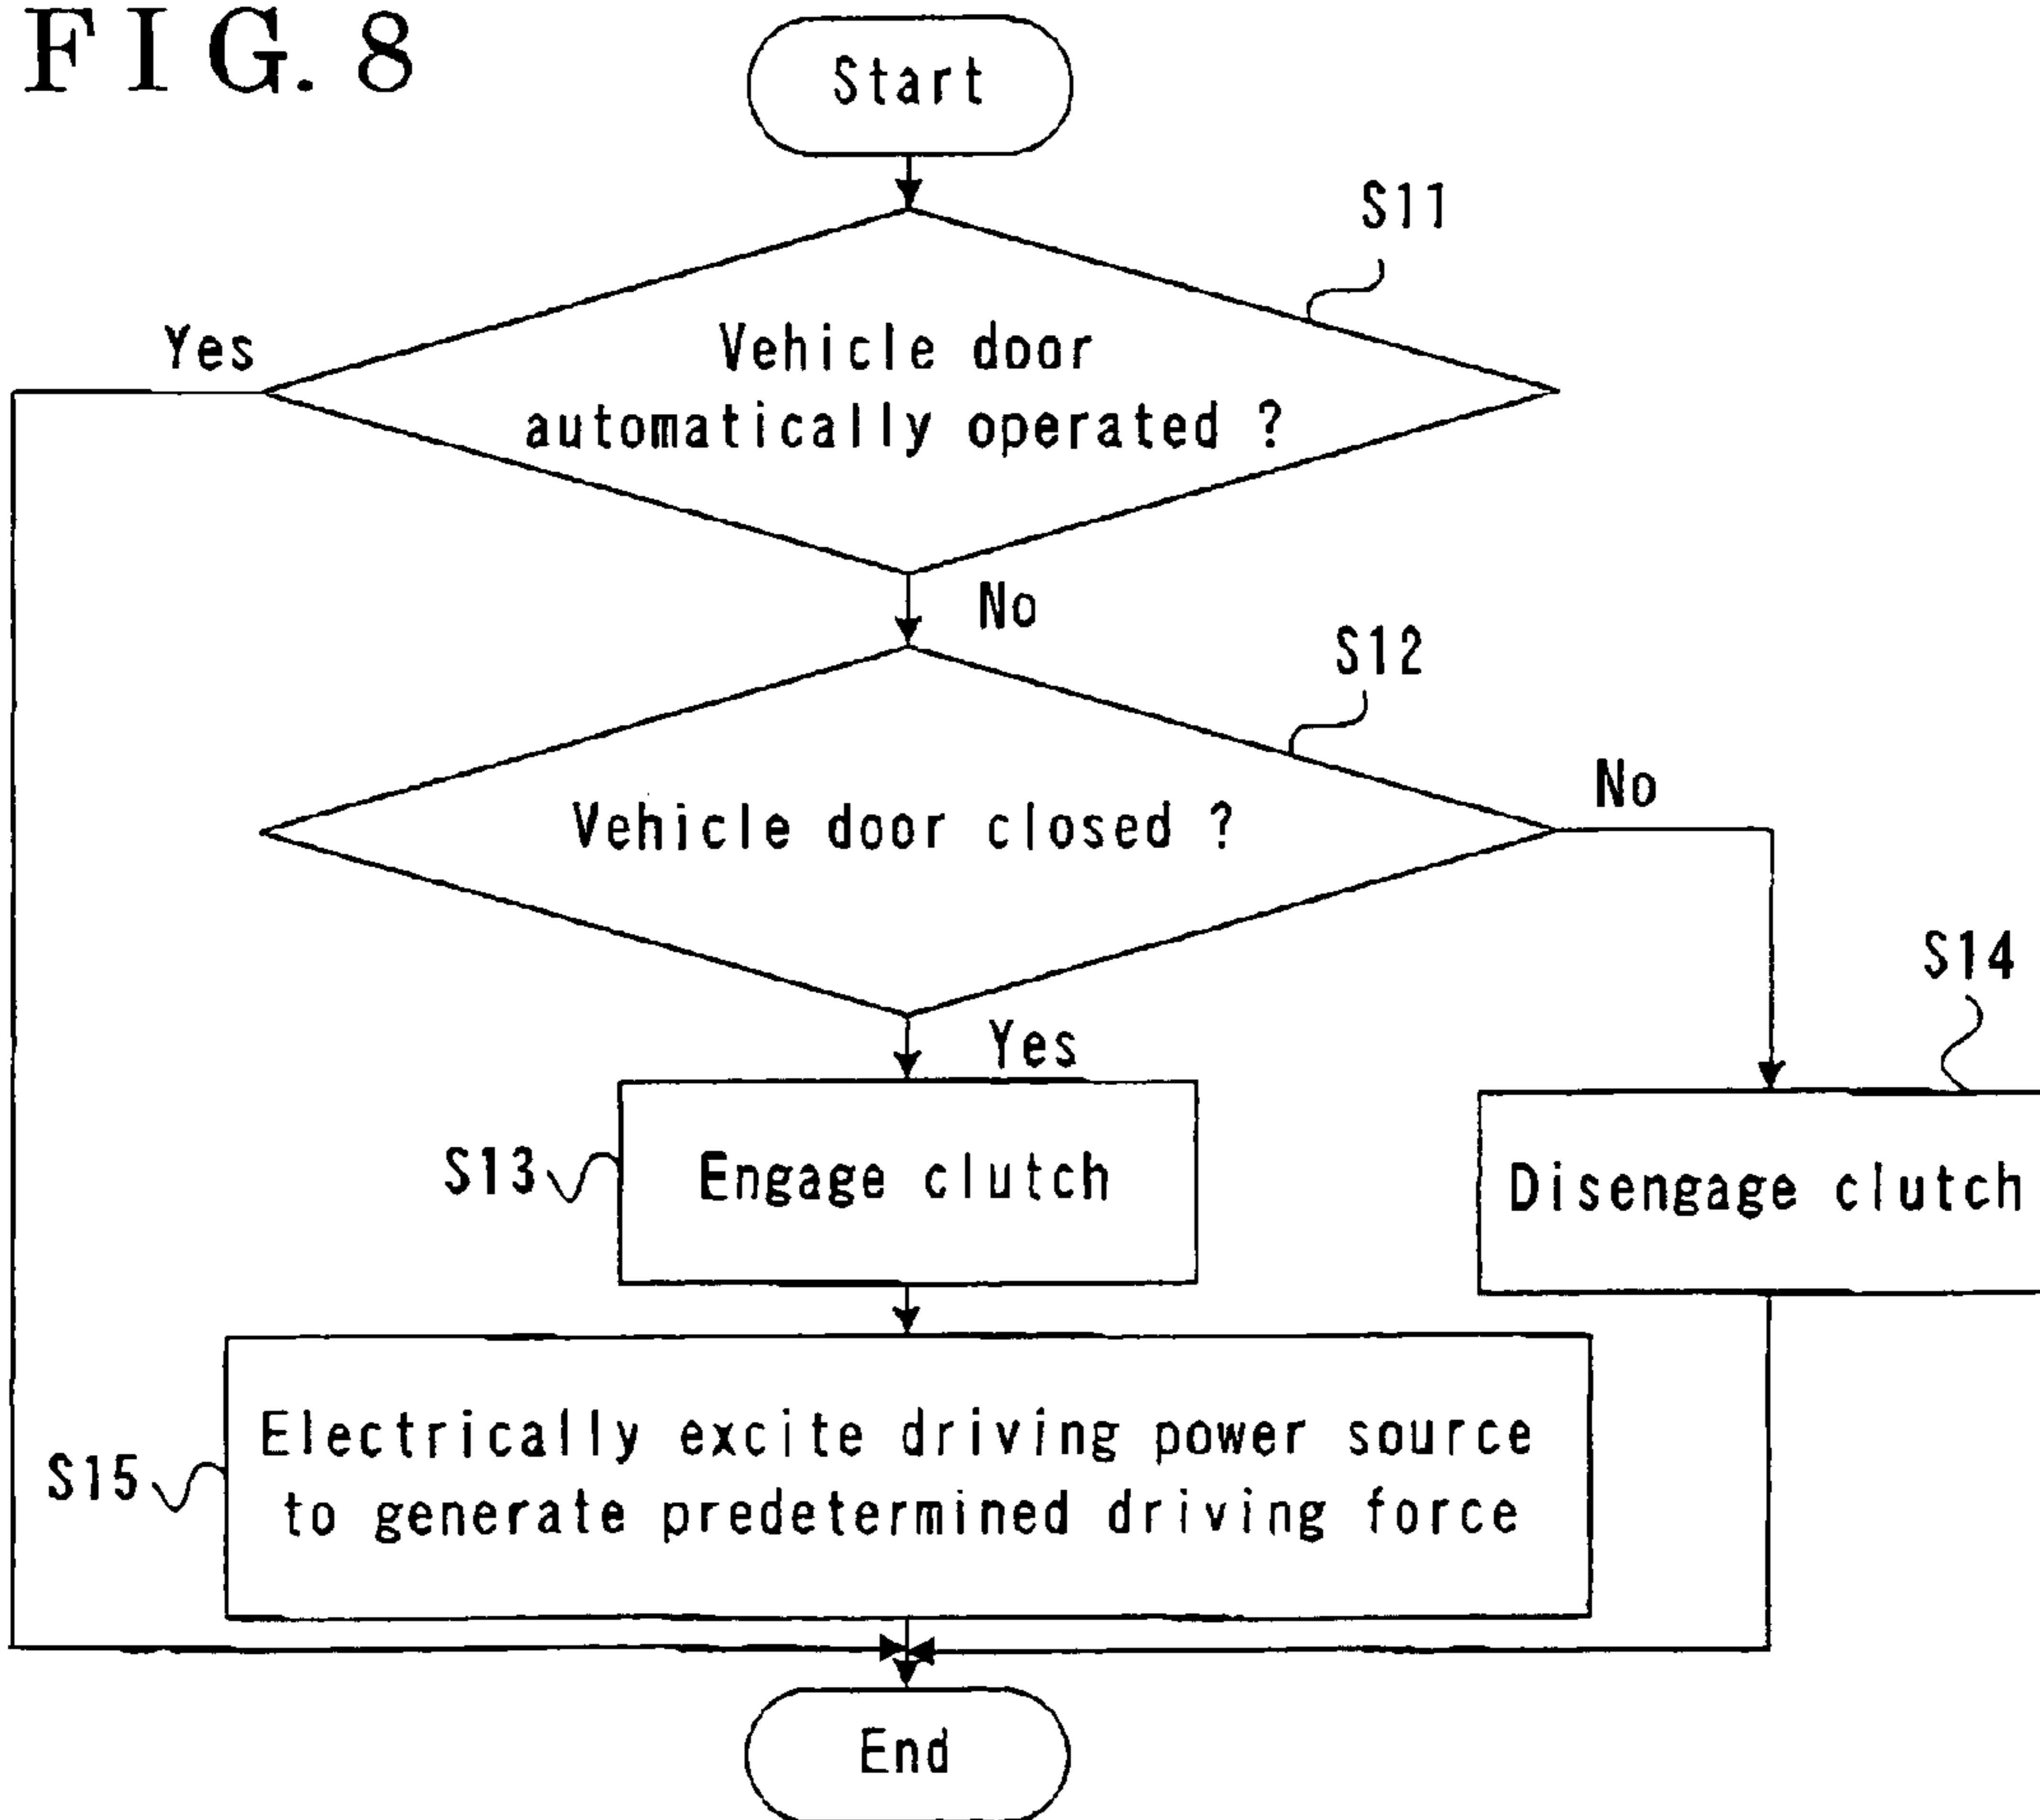 FIG. 8
Start
S11
Yes
Vehicle door
automatically operated ?
No
S12
No
Vehicle door closed ?
Yes
S14
S13
Engage clutch
Disengage clutch
Electrically excite driving power source
to generate predetermined driving force
S15
End